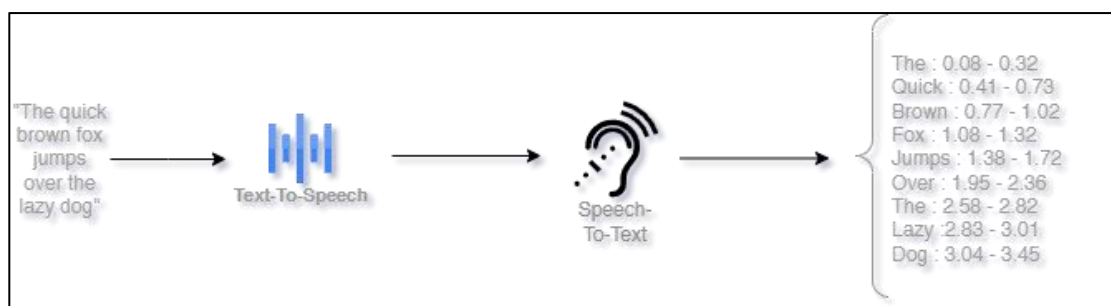 "The quick
brown fox
jumps
over the
lazy dog"
Text-To-Speech
Speech-
To-Text
The : 0.08 - 0.32
Quick : 0.41 - 0.73
Brown : 0.77 - 1.02
Fox : 1.08 - 1.32
Jumps : 1.38 - 1.72
Over : 1.95 - 2.36
The : 2.58 - 2.82
Lazy :2.83 - 3.01
Dog : 3.04 - 3.45